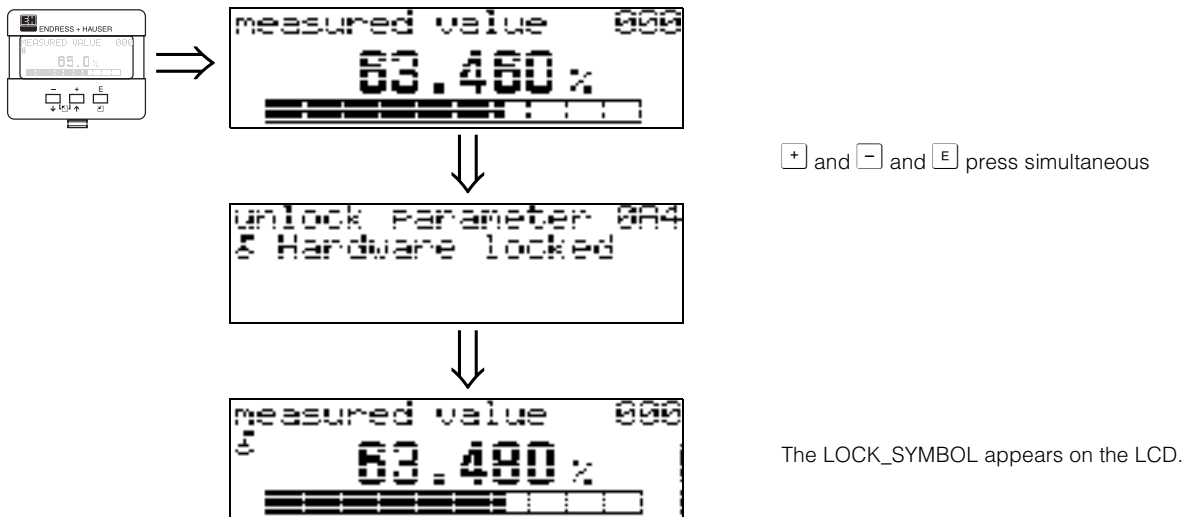 EH
ENDRESS + HAUSER
MEASURED VALUE 000
#
65.0 %
- + E
measured value 000
63.460 %
+ and - and E press simultaneous
unlock parameter 0A4
Hardware locked
measured value 000
63.480 %
The LOCK_SYMBOL appears on the LCD.